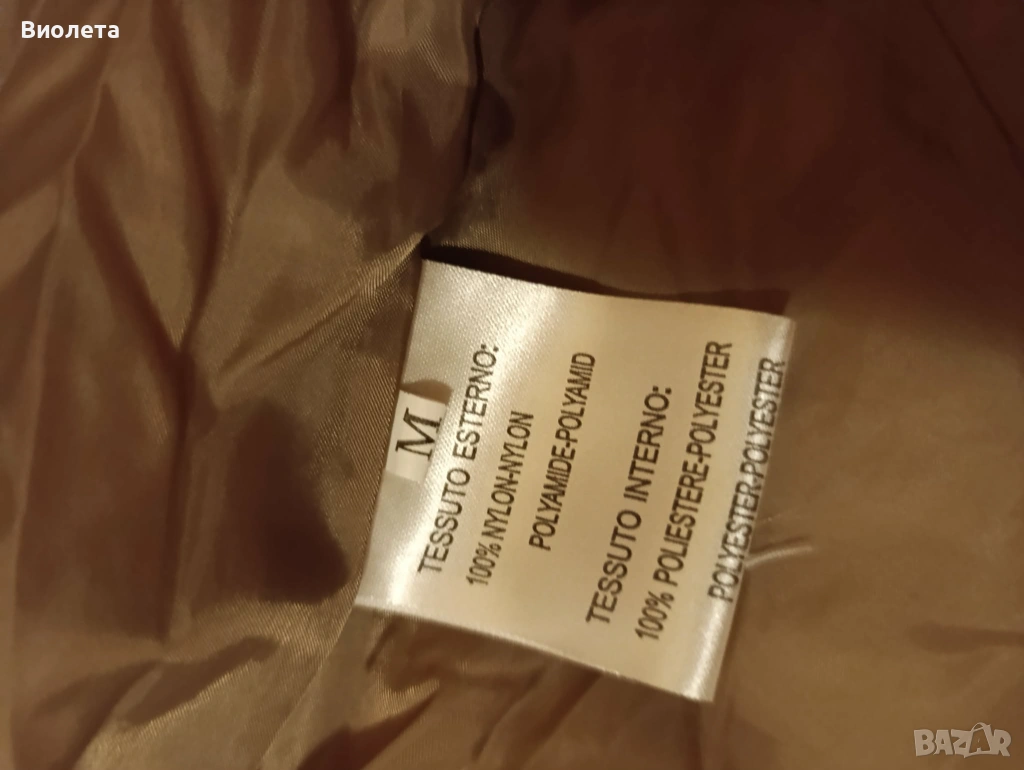 Виолета
M
TESSUTO ESTERNO:
100% NYLON-NYLON
POLYAMIDE-POLYAMID
TESSUTO INTERNO:
100% POLIESTERE-POLYESTER
POLYESTER-POLYESTER
BAZAR